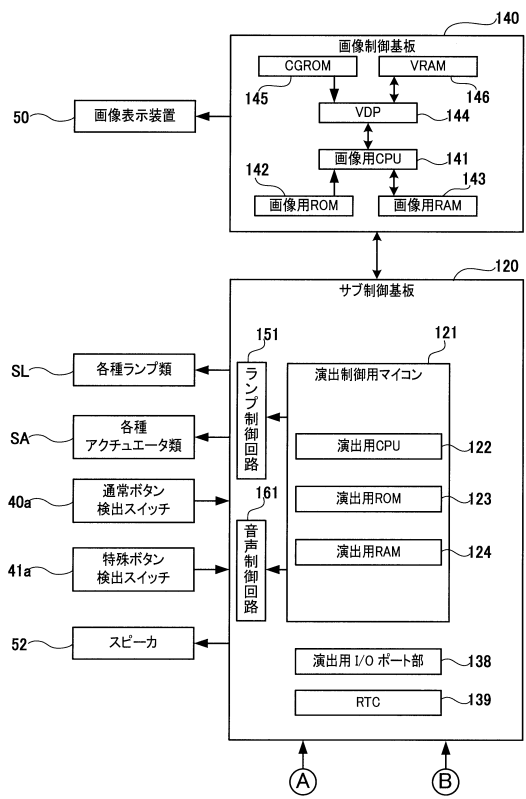 140
画像制御基板
CGROM
VRAM
145
146
50
画像表示装置
VDP
144
画像用CPU
141
142
143
画像用ROM
画像用RAM
120
サブ制御基板
151
121
SL
各種ランプ類
ランプ制御回路
演出制御用マイコン
SA
各種
アクチュエータ類
演出用CPU
122
40a
通常ボタン
検出スイッチ
161
演出用ROM
123
音声制御回路
41a
特殊ボタン
検出スイッチ
演出用RAM
124
52
スピーカ
演出用I/Oポート部
138
RTC
139
A
B